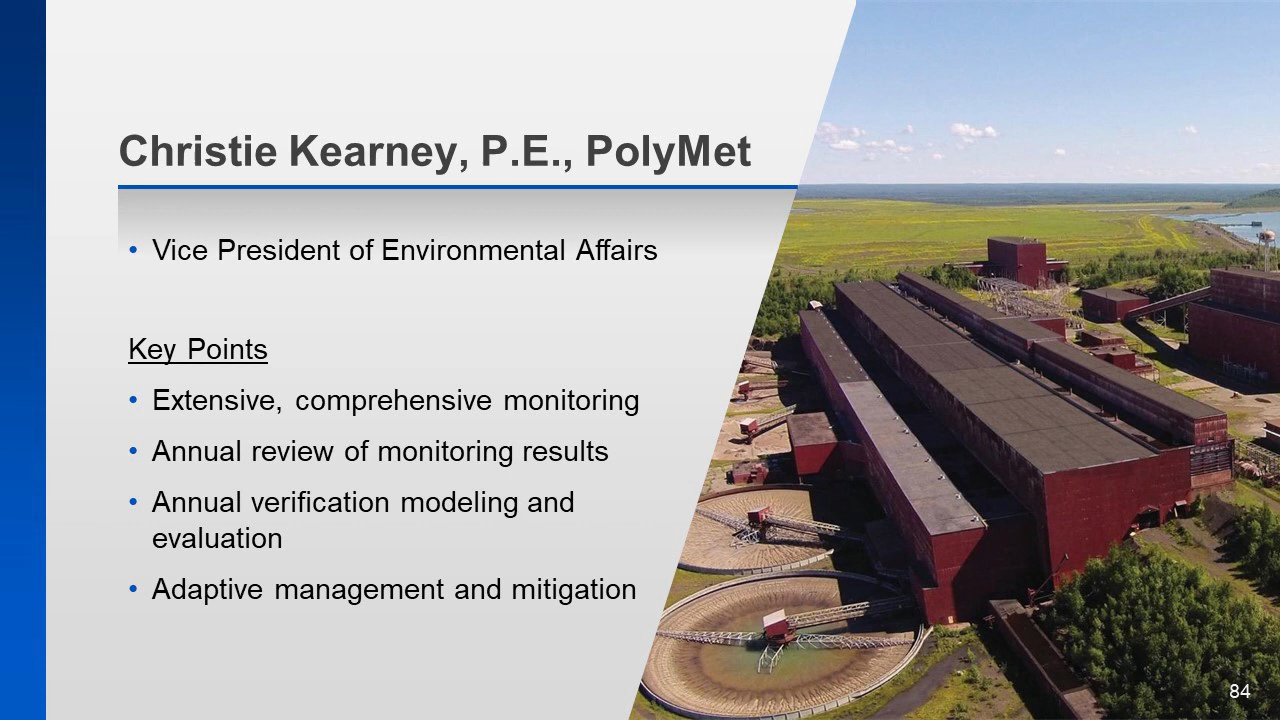 Christie Kearney, P.E., PolyMet
• Vice President of Environmental Affairs
Key Points
• Extensive, comprehensive monitoring
• Annual review of monitoring results
• Annual verification modeling and
evaluation
• Adaptive management and mitigation
84